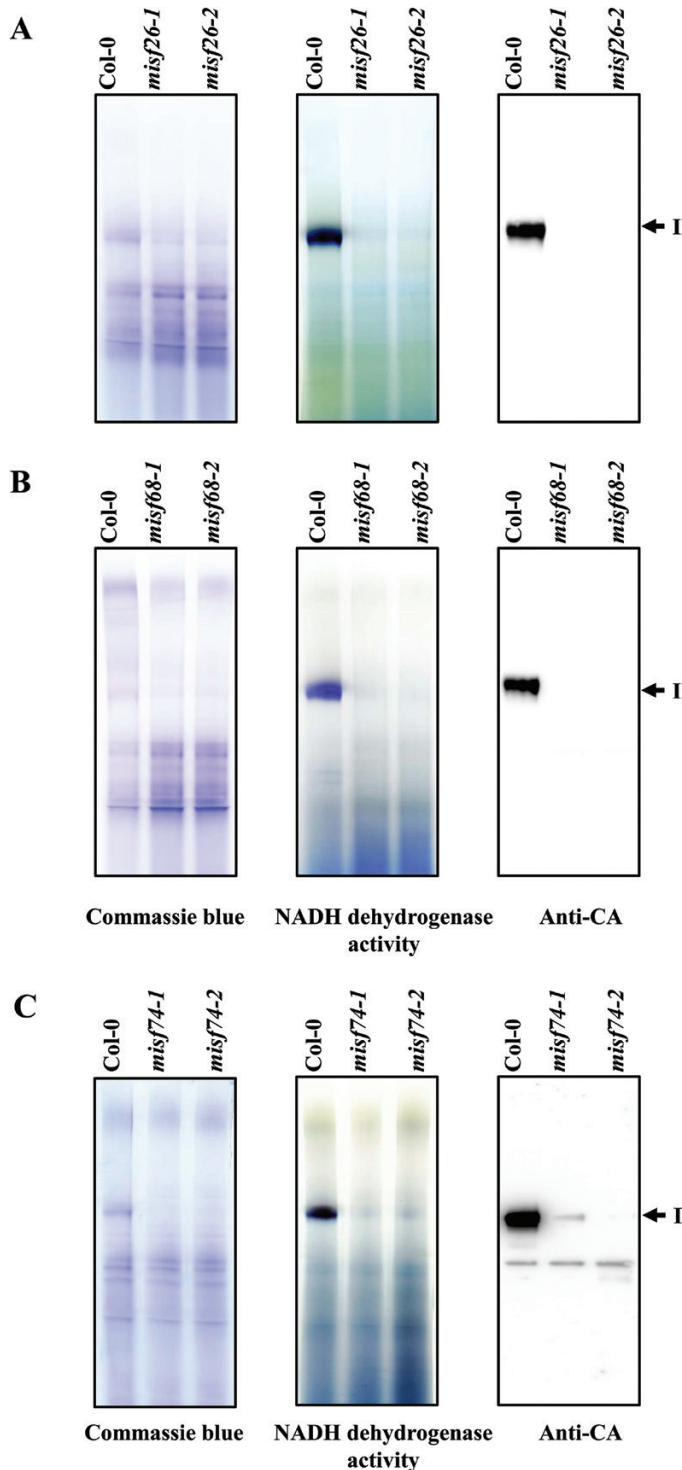 A
Col-0 misf26-1 misf26-2 Col-0 misf26-1 misf26-2 Col-0 misf26-1 misf26-2
I
B
Col-0 misf68-1 misf68-2 Col-0 misf68-1 misf68-2 Col-0 misf68-1 misf68-2
I
Commassie blue NADH dehydrogenase Anti-CA
activity
C
Col-0 misf74-1 misf74-2 Col-0 misf74-1 misf74-2 Col-0 misf74-1 misf74-2
I
Commassie blue NADH dehydrogenase Anti-CA
activity